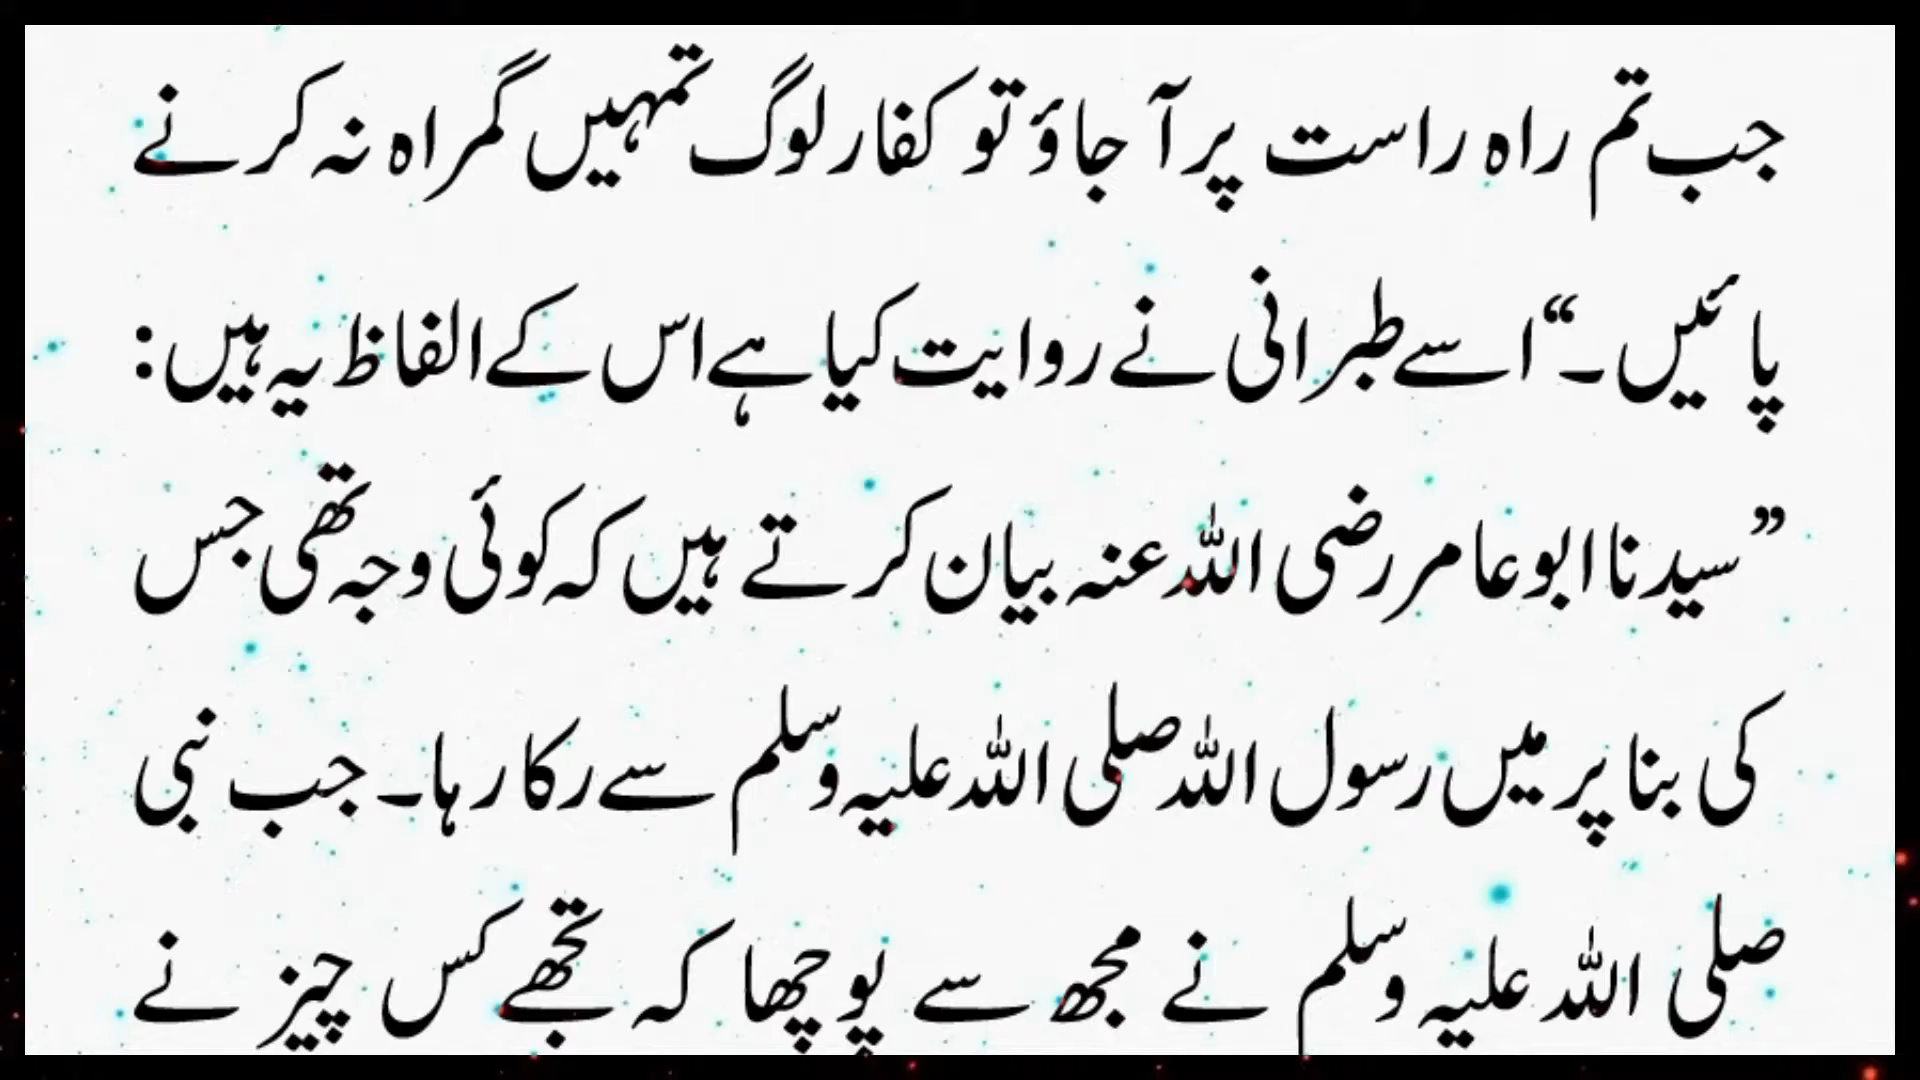 جب تم راہ راست پر آ جاؤ تو کفار لوگ تمہیں گمراہ نہ کرنے
پائیں۔“ اسے طبرانی نے روایت کیا ہے اس کے الفاظ یہ ہیں:
”سیدنا ابو عامر رضی اللہ عنہ بیان کرتے ہیں کہ کوئی وجہ تھی جس
کی بنا پر میں رسول اللہ صلی اللہ علیہ وسلم سے رکا رہا۔ جب نبی
صلی اللہ علیہ وسلم نے مجھ سے پوچھا کہ تجھے کس چیز نے